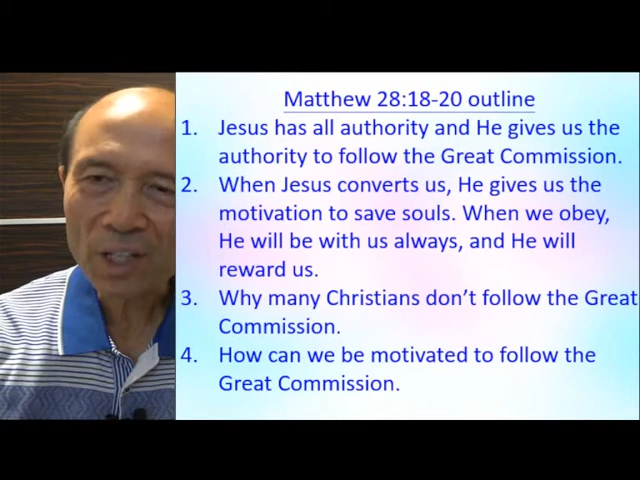 Matthew 28:18-20 outline
1. Jesus has all authority and He gives us the
authority to follow the Great Commission.
2. When Jesus converts us, He gives us the
motivation to save souls. When we obey,
He will be with us always, and He will
reward us.
3. Why many Christians don’t follow the Great
Commission.
4. How can we be motivated to follow the
Great Commission.